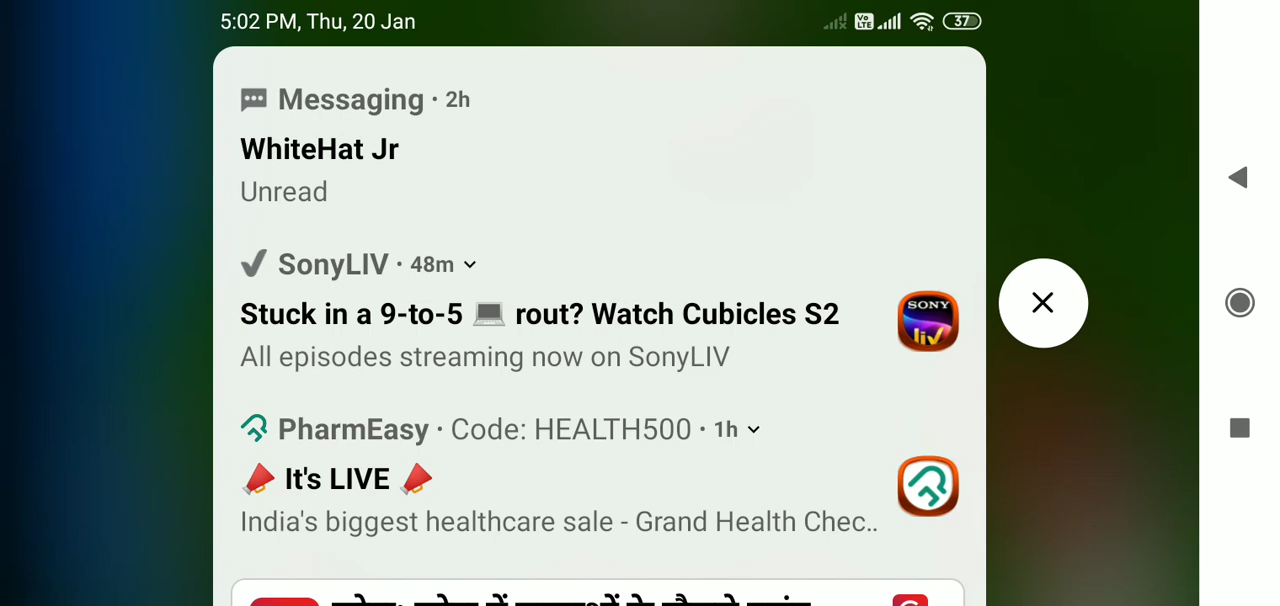 5:02 PM, Thu, 20 Jan
Vo LTE 37
Messaging · 2h
WhiteHat Jr
Unread
SonyLIV · 48m
Stuck in a 9-to-5 💻 rout? Watch Cubicles S2
SONY liv
All episodes streaming now on SonyLIV
PharmEasy · Code: HEALTH500 · 1h
📣 It's LIVE 📣
India's biggest healthcare sale - Grand Health Chec..